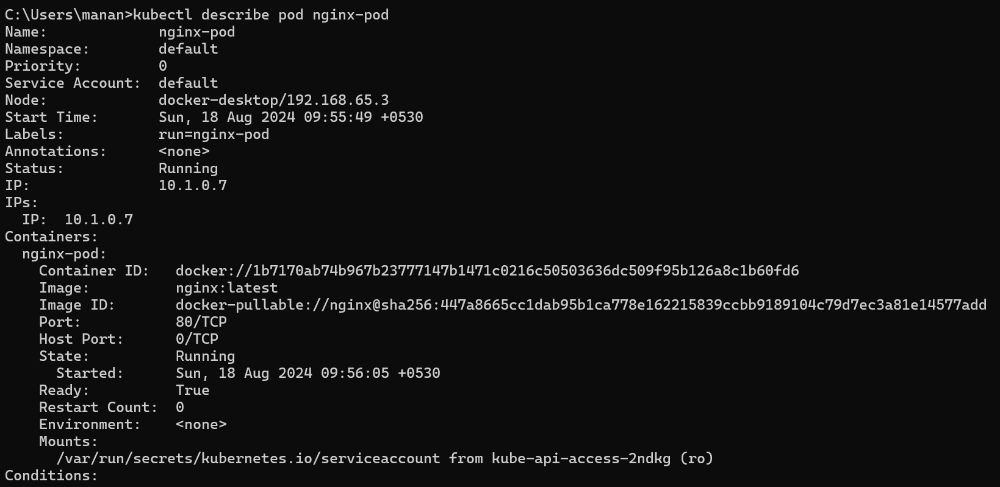 C:\Users\manan>kubectl describe pod nginx-pod
Name:             nginx-pod
Namespace:        default
Priority:         0
Service Account:  default
Node:             docker-desktop/192.168.65.3
Start Time:       Sun, 18 Aug 2024 09:55:49 +0530
Labels:           run=nginx-pod
Annotations:      <none>
Status:           Running
IP:               10.1.0.7
IPs:
  IP:  10.1.0.7
Containers:
  nginx-pod:
    Container ID:   docker://1b7170ab74b967b23777147b1471c0216c50503636dc509f95b126a8c1b60fd6
    Image:          nginx:latest
    Image ID:       docker-pullable://nginx@sha256:447a8665cc1dab95b1ca778e162215839ccbb9189104c79d7ec3a81e14577add
    Port:           80/TCP
    Host Port:      0/TCP
    State:          Running
      Started:      Sun, 18 Aug 2024 09:56:05 +0530
    Ready:          True
    Restart Count:  0
    Environment:    <none>
    Mounts:
      /var/run/secrets/kubernetes.io/serviceaccount from kube-api-access-2ndkg (ro)
Conditions: